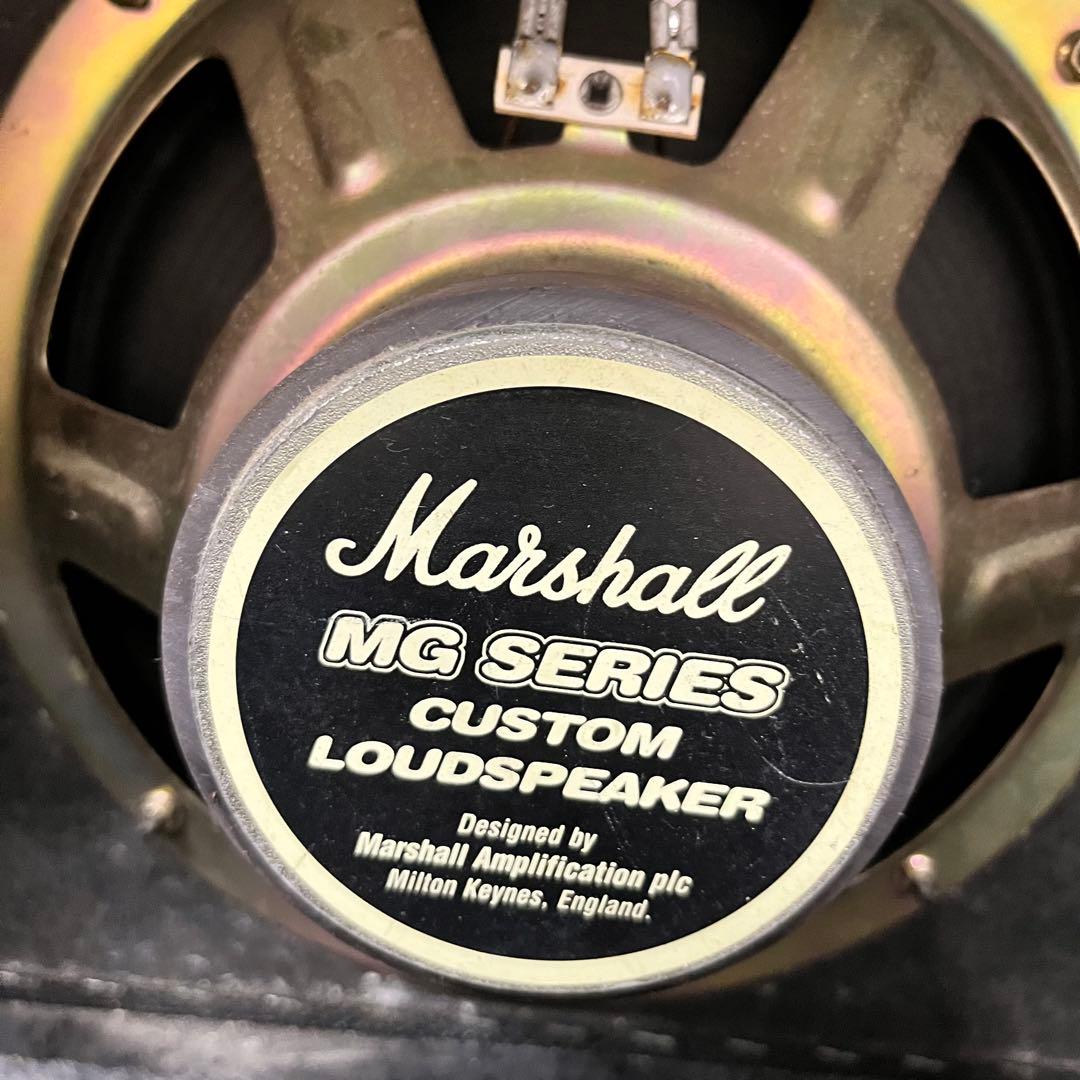 Marshall
MG SERIES
CUSTOM
LOUDSPEAKER
Designed by
Marshall Amplification plc
Milton Keynes, England.